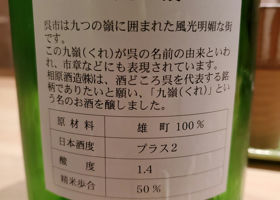 呉市は九つの嶺に囲まれた風光明媚な街
です。
この九嶺(くれ)が呉の名前の由来といわ
れ、市章などにも表現されています。
相原酒造㈱は、酒どころ呉を代表する銘
柄でありたいと願い、「九嶺(くれ)」とい
う名のお酒を醸しました。
原材料 雄町100%
日本酒度 プラス2
酸度 1.4
精米歩合 50%